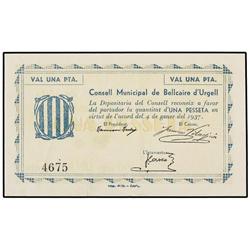 VAL UNA PTA. VAL UNA PTA.
Consell Municipal de Bellcaire d'Urgell
La Depositaria del Consell reconeix a favor
del portador la quantitat d'UNA PESSETA en
virtut de l'acord del 4 de gener del 1937.
El President, El Caixer,
L'Interventor,
4675